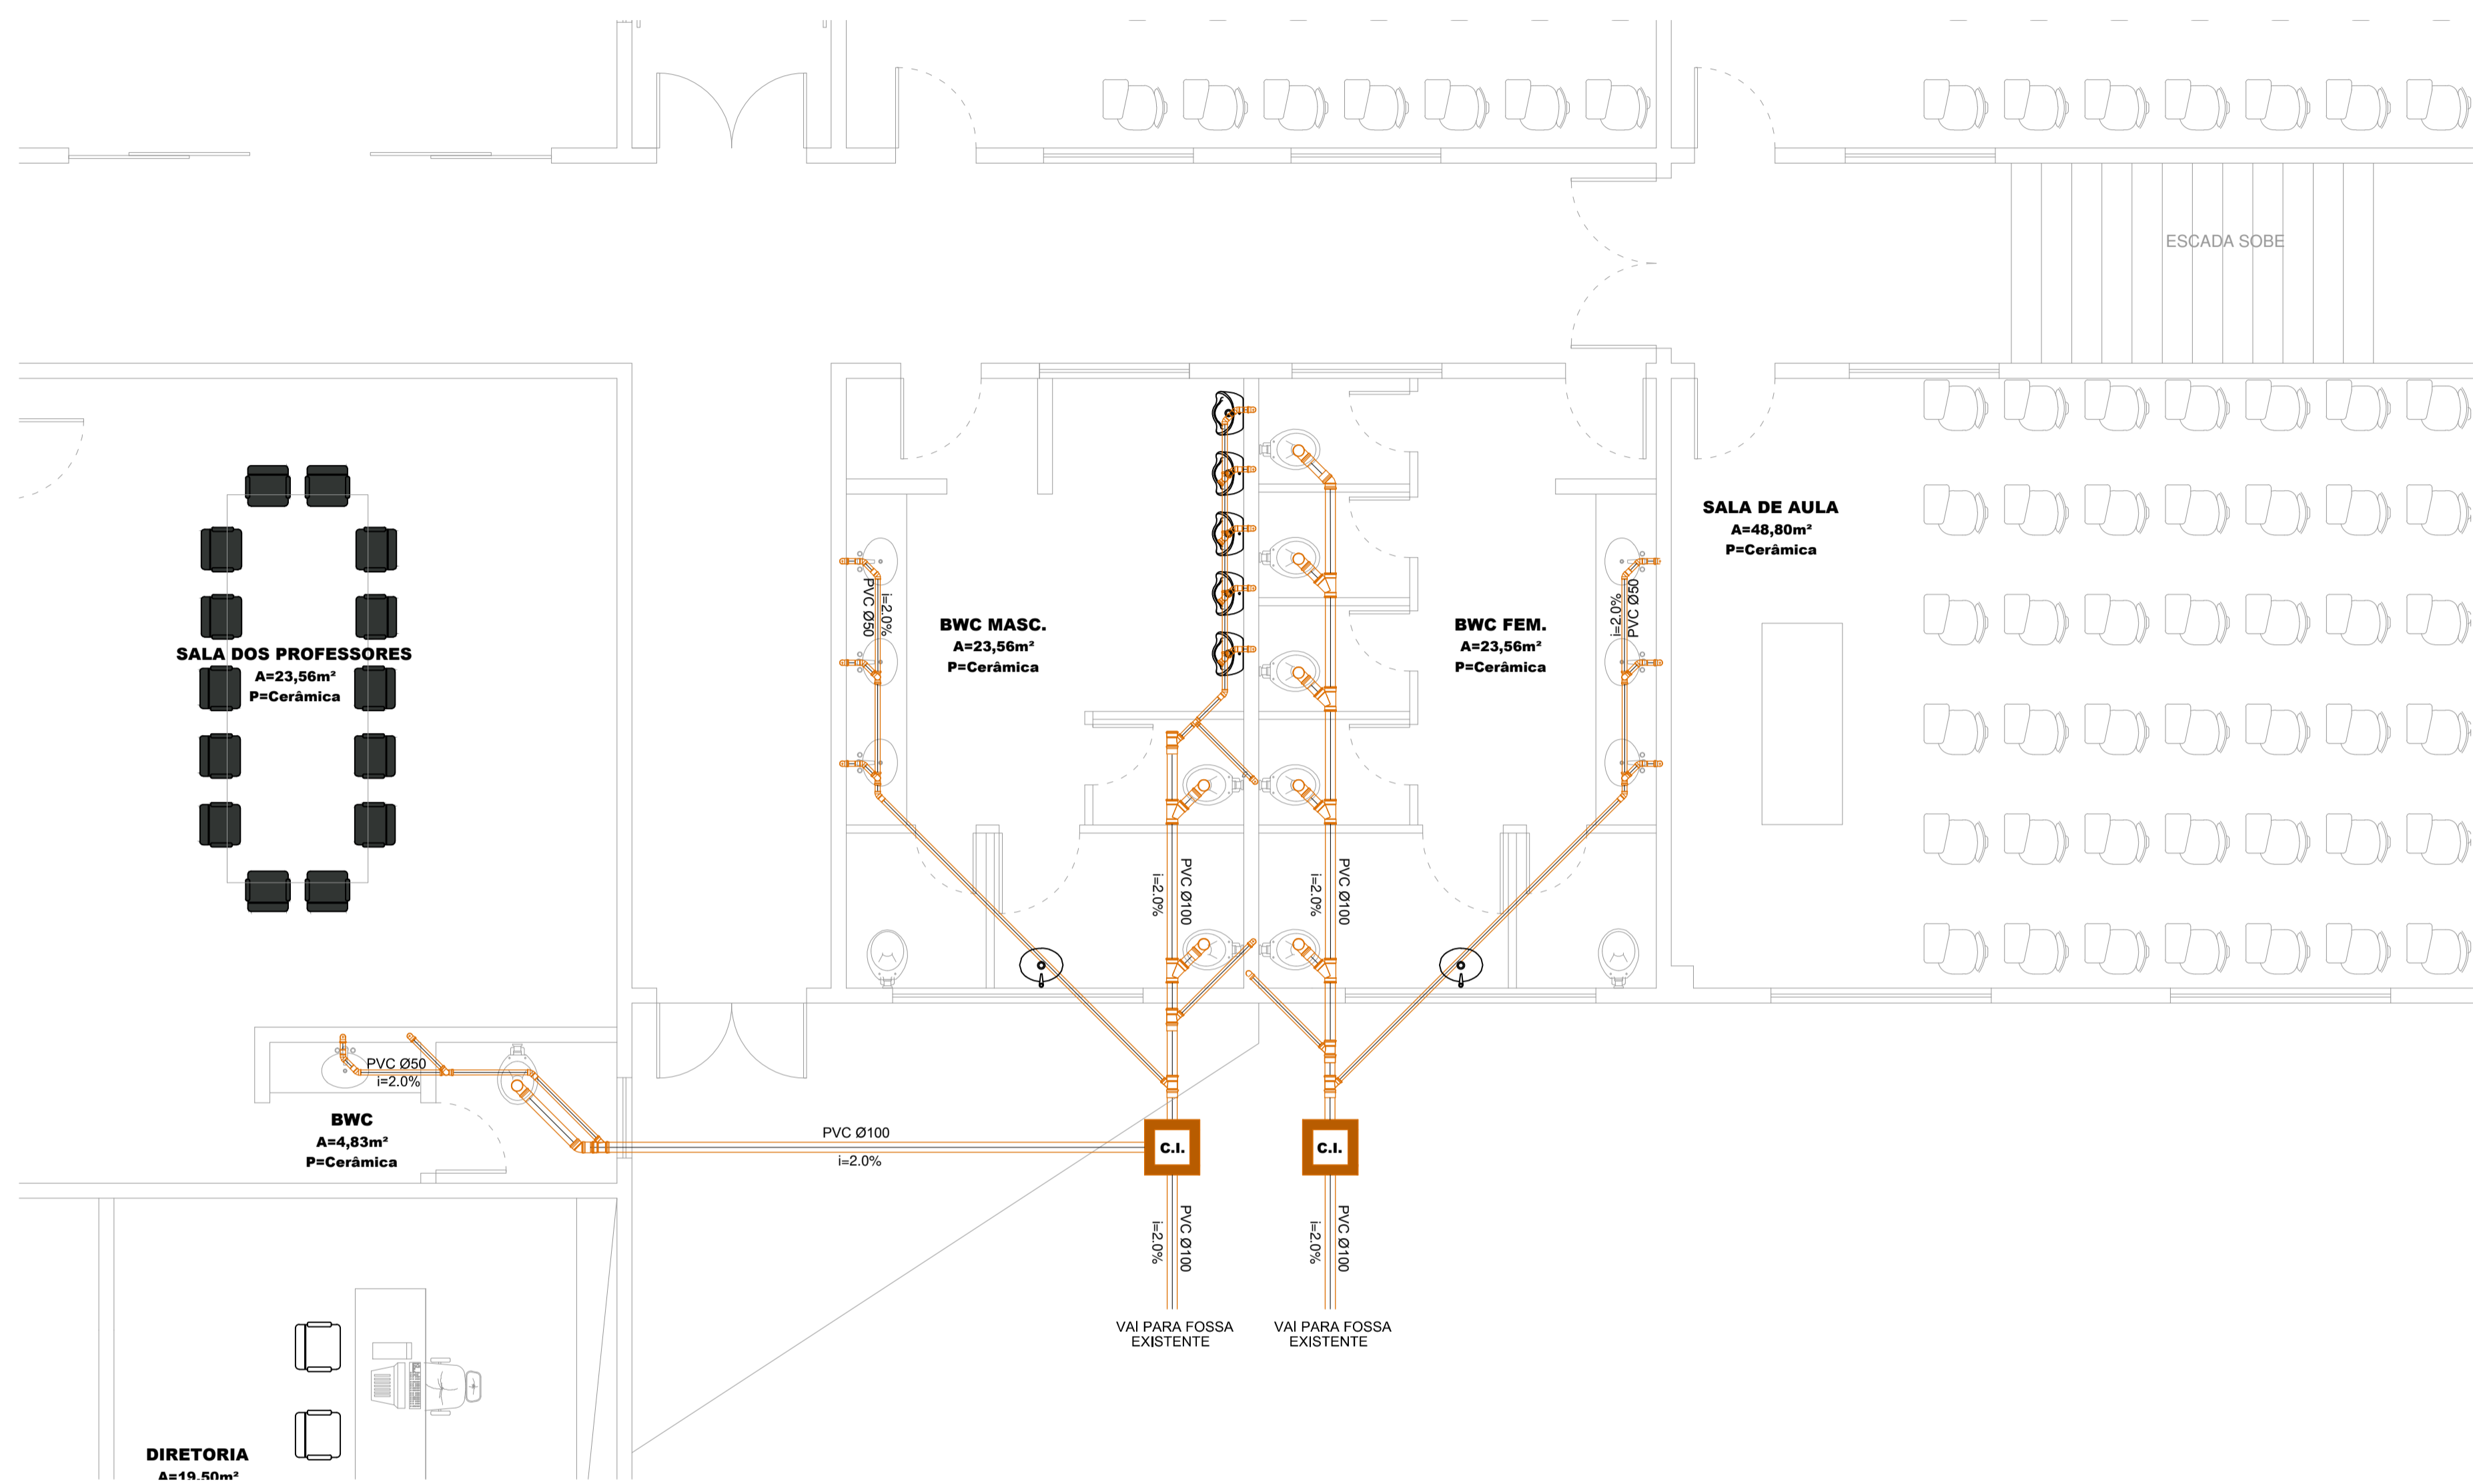 ESCADA SOBE
SALA DE AULA
A=48,80m²
P=Cerâmica
PVC Ø50
i=2.0%
BWC MASC.
A=23,56m²
P=Cerâmica
BWC FEM.
A=23,56m²
P=Cerâmica
i=2.0%
PVC Ø50
SALA DOS PROFESSORES
A=23,56m²
P=Cerâmica
PVC Ø100
i=2.0%
PVC Ø100
i=2.0%
PVC Ø50
i=2.0%
BWC
A=4,83m²
P=Cerâmica
PVC Ø100
i=2.0%
C.I.
C.I.
PVC Ø100
i=2.0%
PVC Ø100
i=2.0%
VAI PARA FOSSA
EXISTENTE
VAI PARA FOSSA
EXISTENTE
DIRETORIA
A=19,50m²